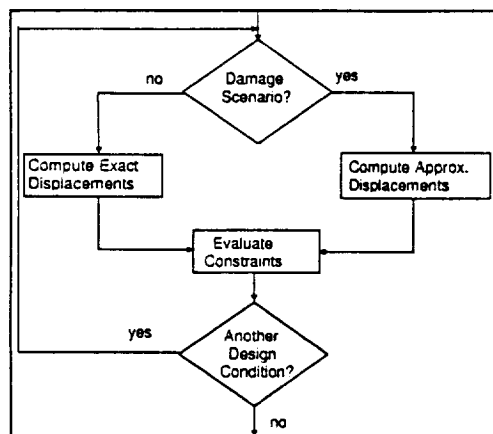 Damage
Scenario?
no
yes
Compute Exact
Displacements
Compute Approx.
Displacements
Evaluate
Constraints
yes
Another
Design
Condition?
no